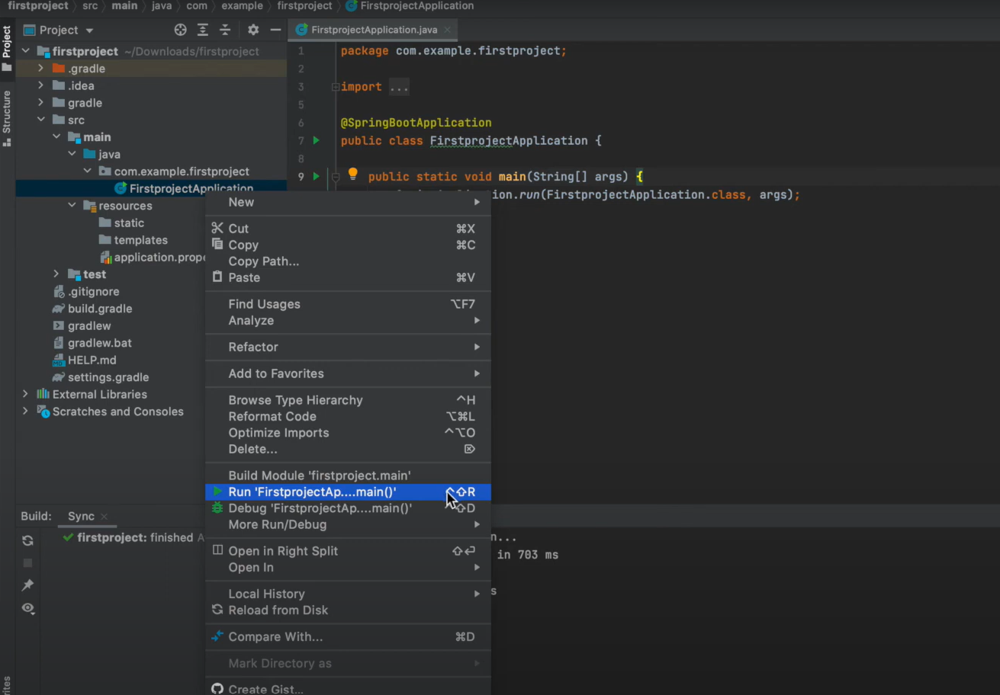 firstproject src main java com example firstproject FirstprojectApplication
Project
FirstprojectApplication.java
Project
Structure
firstproject ~/Downloads/firstproject
.gradle
.idea
gradle
src
main
java
com.example.firstproject
FirstprojectApplication
resources
static
templates
application.prope
test
.gitignore
build.gradle
gradlew
gradlew.bat
HELP.md
settings.gradle
External Libraries
Scratches and Consoles
1 package com.example.firstproject;
2
3 import ...
5
6 @SpringBootApplication
7 public class FirstprojectApplication {
8
9 public static void main(String[] args) {
ion.run(FirstprojectApplication.class, args);
New
Cut ⌘X
Copy ⌘C
Copy Path...
Paste ⌘V
Find Usages ⌥F7
Analyze
Refactor
Add to Favorites
Browse Type Hierarchy ^H
Reformat Code ⌥⌘L
Optimize Imports ^⌥O
Delete... ⌦
Build Module 'firstproject.main'
Run 'FirstprojectAp....main()' ^⇧R
Debug 'FirstprojectAp....main()' ^⇧D
More Run/Debug
Open in Right Split ⇧⏎
Open In
Local History
Reload from Disk
Compare With... ⌘D
Mark Directory as
Create Gist...
Build: Sync
firstproject: finished A
n...
in 703 ms
s
rites